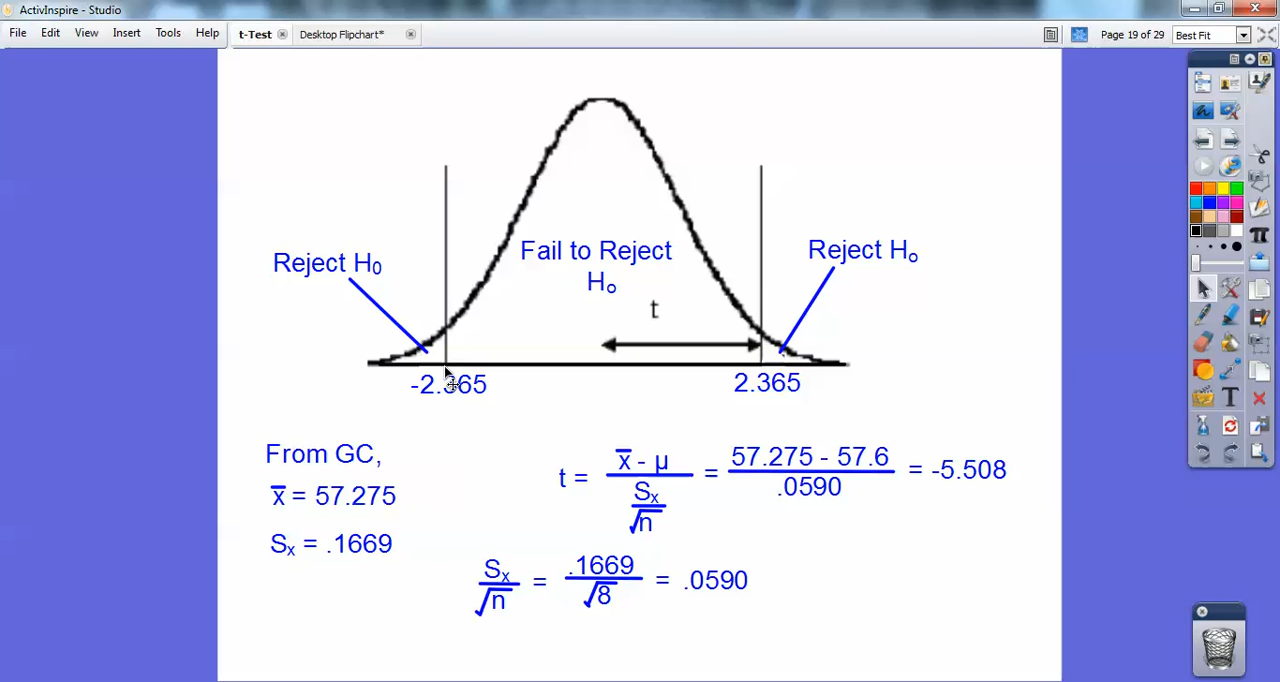 ActivInspire - Studio
File Edit View Insert Tools Help
t-Test
Desktop Flipchart*
Page 19 of 29
Best Fit
Reject H₀
Fail to Reject
Hₒ
Reject Hₒ
t
-2.365
2.365
From GC,
x̅ = 57.275
Sₓ = .1669
t = x̅ - μ / Sₓ/√n = 57.275 - 57.6 / .0590 = -5.508
Sₓ/√n = .1669/√8 = .0590